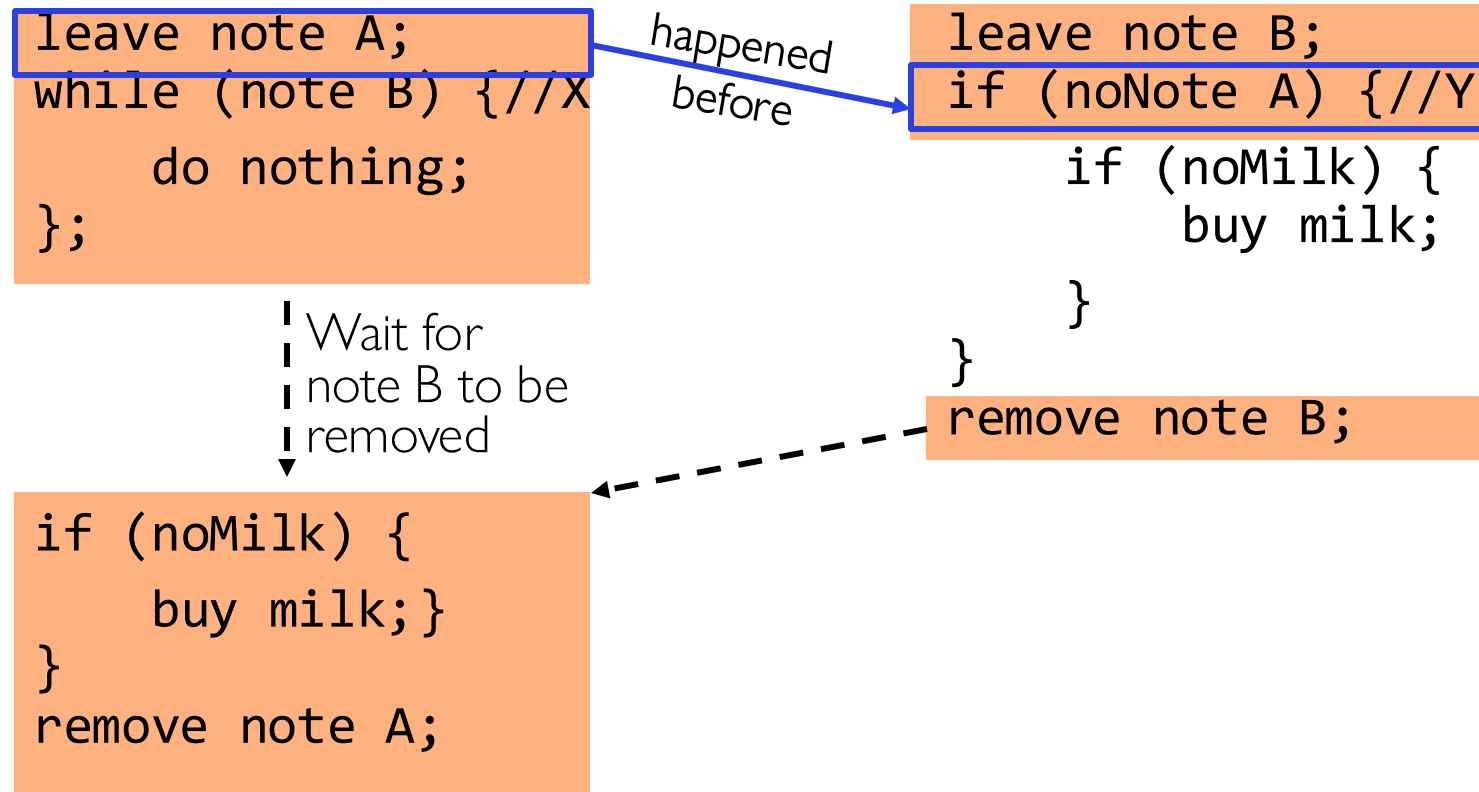 leave note A;
while (note B) {//X
do nothing;
};
happened
before
leave note B;
if (noNote A) {//Y
if (noMilk) {
buy milk;
}
}
remove note B;
Wait for
note B to be
removed
if (noMilk) {
buy milk;}
}
remove note A;